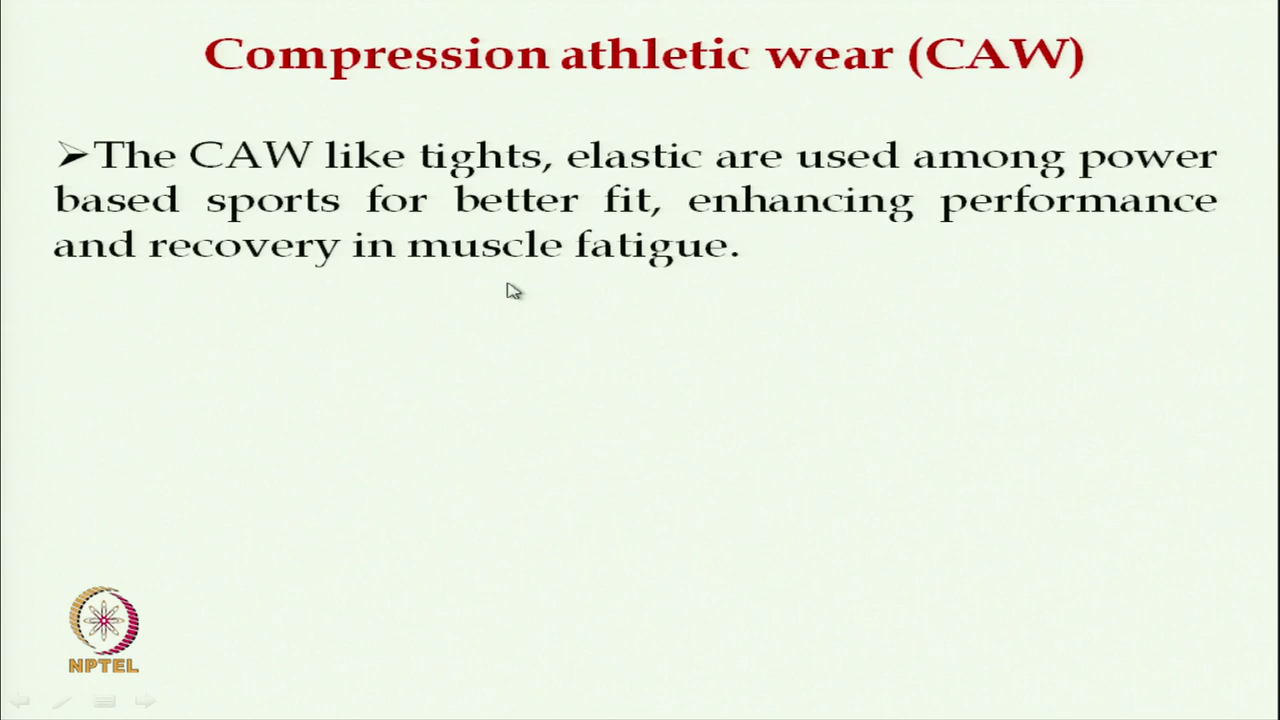 Compression athletic wear (CAW)
➢The CAW like tights, elastic are used among power
based sports for better fit, enhancing performance
and recovery in muscle fatigue.
NPTEL